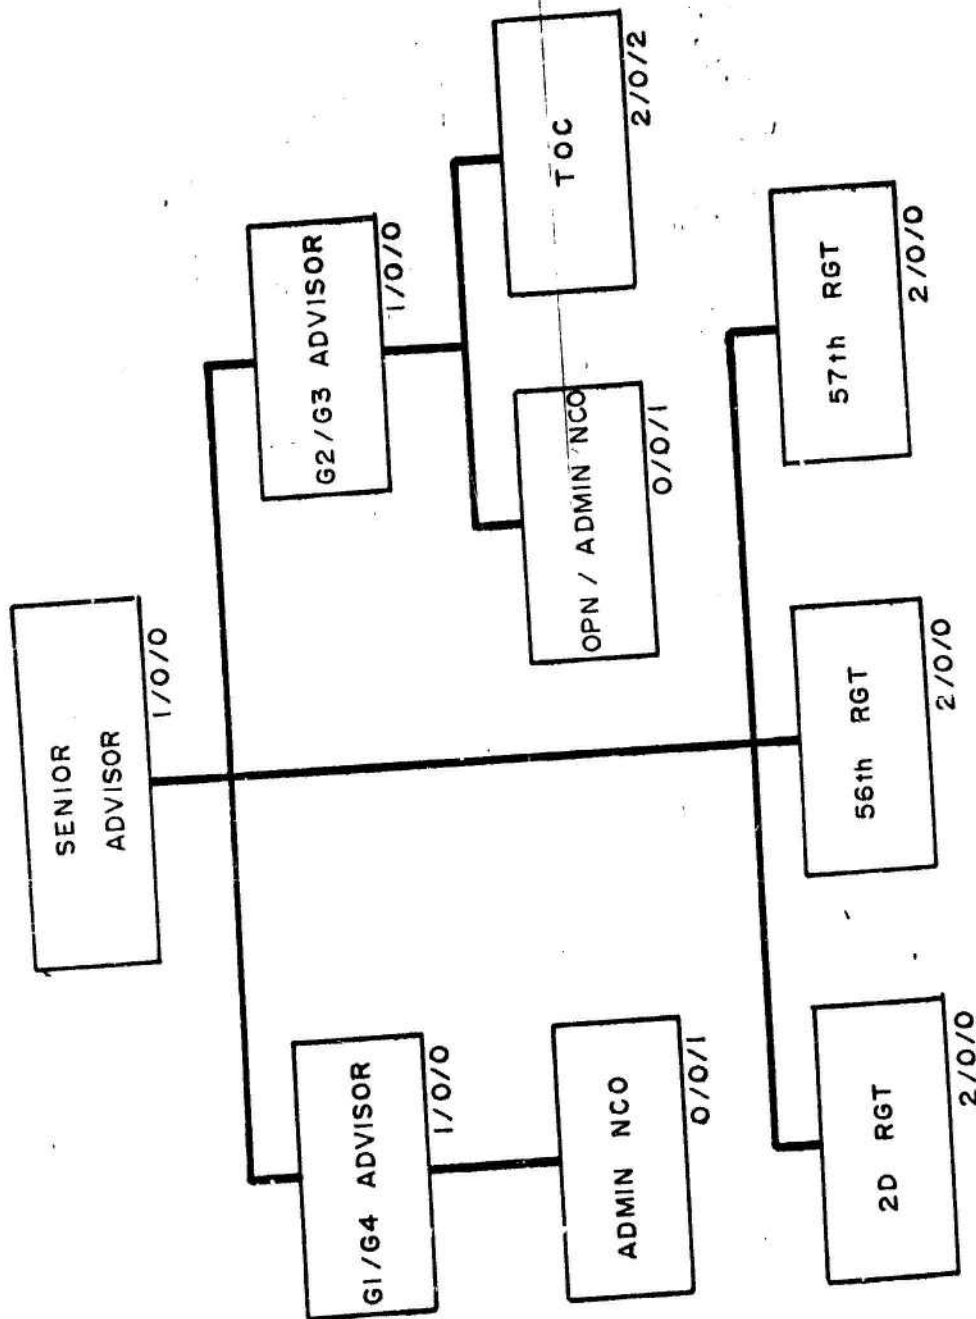 SENIOR
ADVISOR
1/0/0
G1/G4 ADVISOR
1/0/0
G2/G3 ADVISOR
1/0/0
ADMIN NCO
0/0/1
OPN / ADMIN NCO
0/0/1
TOC
2/0/2
2D RGT
2/0/0
56th RGT
2/0/0
57th RGT
2/0/0